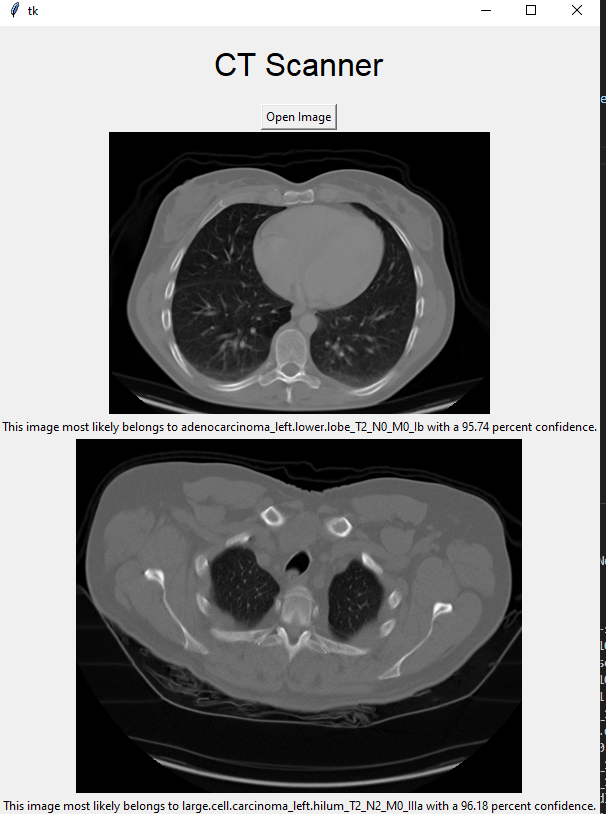 tk
CT Scanner
Open Image
This image most likely belongs to adenocarcinoma_left.lower.lobe_T2_N0_M0_Ib with a 95.74 percent confidence.
This image most likely belongs to large.cell.carcinoma_left.hilum_T2_N2_M0_IIIa with a 96.18 percent confidence.